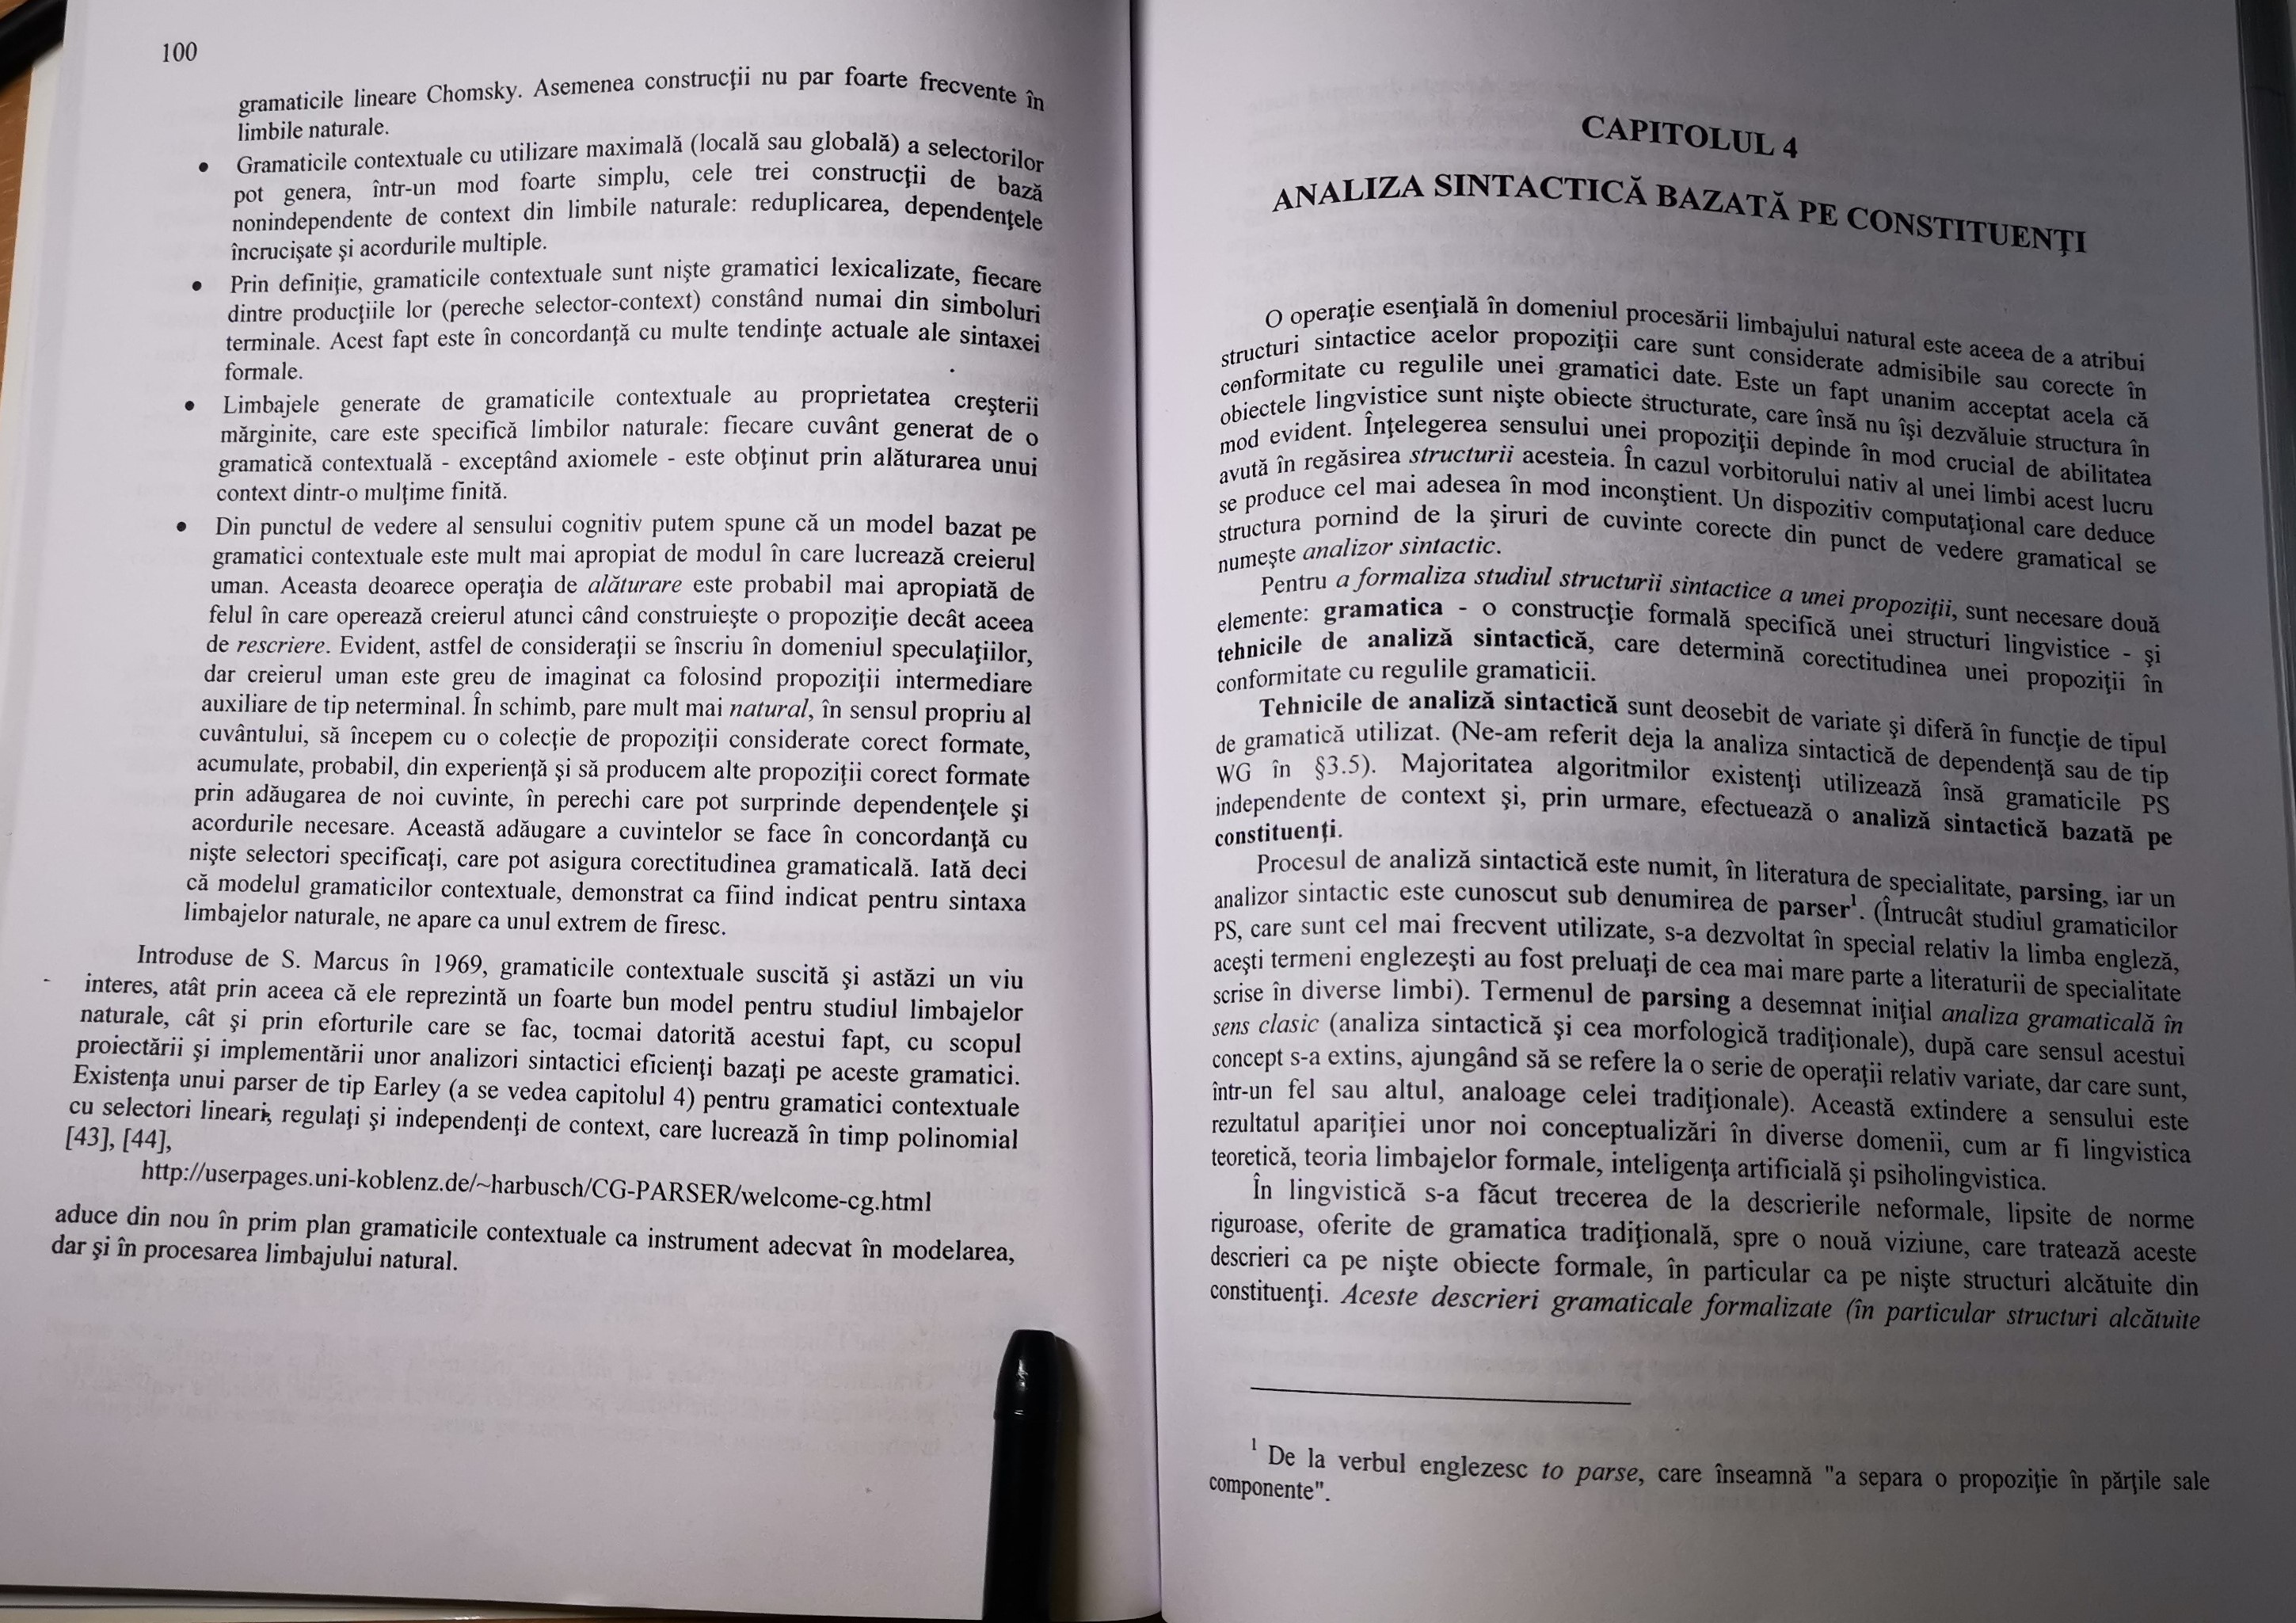 100
gramaticile lineare Chomsky. Asemenea construcţii nu par foarte frecvente în
limbile naturale.
• Gramaticile contextuale cu utilizare maximală (locală sau globală) a selectorilor
pot genera, într-un mod foarte simplu, cele trei construcţii de bază
nonindependente de context din limbile naturale: reduplicarea, dependenţele
încrucişate şi acordurile multiple.
• Prin definiţie, gramaticile contextuale sunt nişte gramatici lexicalizate, fiecare
dintre producţiile lor (pereche selector-context) constând numai din simboluri
terminale. Acest fapt este în concordanţă cu multe tendinţe actuale ale sintaxei
formale.
• Limbajele generate de gramaticile contextuale au proprietatea creşterii
mărginite, care este specifică limbilor naturale: fiecare cuvânt generat de o
gramatică contextuală - exceptând axiomele - este obţinut prin alăturarea unui
context dintr-o mulţime finită.
• Din punctul de vedere al sensului cognitiv putem spune că un model bazat pe
gramatici contextuale este mult mai apropiat de modul în care lucrează creierul
uman. Aceasta deoarece operaţia de alăturare este probabil mai apropiată de
felul în care operează creierul atunci când construieşte o propoziţie decât aceea
de rescriere. Evident, astfel de consideraţii se înscriu în domeniul speculaţiilor,
dar creierul uman este greu de imaginat ca folosind propoziţii intermediare
auxiliare de tip neterminal. În schimb, pare mult mai natural, în sensul propriu al
cuvântului, să începem cu o colecţie de propoziţii considerate corect formate,
acumulate, probabil, din experienţă şi să producem alte propoziţii corect formate
prin adăugarea de noi cuvinte, în perechi care pot surprinde dependenţele şi
acordurile necesare. Această adăugare a cuvintelor se face în concordanţă cu
nişte selectori specificaţi, care pot asigura corectitudinea gramaticală. Iată deci
că modelul gramaticilor contextuale, demonstrat ca fiind indicat pentru sintaxa
limbajelor naturale, ne apare ca unul extrem de firesc.
Introduse de S. Marcus în 1969, gramaticile contextuale suscită şi astăzi un viu
interes, atât prin aceea că ele reprezintă un foarte bun model pentru studiul limbajelor
naturale, cât şi prin eforturile care se fac, tocmai datorită acestui fapt, cu scopul
proiectării şi implementării unor analizori sintactici eficienţi bazaţi pe aceste gramatici.
Existenţa unui parser de tip Earley (a se vedea capitolul 4) pentru gramatici contextuale
cu selectori lineari, regulaţi şi independenţi de context, care lucrează în timp polinomial
[43], [44],
http://userpages.uni-koblenz.de/~harbusch/CG-PARSER/welcome-cg.html
aduce din nou în prim plan gramaticile contextuale ca instrument adecvat în modelarea,
dar şi în procesarea limbajului natural.
CAPITOLUL 4
ANALIZA SINTACTICĂ BAZATĂ PE CONSTITUENŢI
O operaţie esenţială în domeniul procesării limbajului natural este aceea de a atribui
structuri sintactice acelor propoziţii care sunt considerate admisibile sau corecte în
conformitate cu regulile unei gramatici date. Este un fapt unanim acceptat acela că
obiectele lingvistice sunt nişte obiecte structurate, care însă nu îşi dezvăluie structura în
mod evident. Înţelegerea sensului unei propoziţii depinde în mod crucial de abilitatea
avută în regăsirea structurii acesteia. În cazul vorbitorului nativ al unei limbi acest lucru
se produce cel mai adesea în mod inconştient. Un dispozitiv computaţional care deduce
structura pornind de la şiruri de cuvinte corecte din punct de vedere gramatical se
numeşte analizor sintactic.
Pentru a formaliza studiul structurii sintactice a unei propoziţii, sunt necesare două
elemente: gramatica - o construcţie formală specifică unei structuri lingvistice - şi
tehnicile de analiză sintactică, care determină corectitudinea unei propoziţii în
conformitate cu regulile gramaticii.
Tehnicile de analiză sintactică sunt deosebit de variate şi diferă în funcţie de tipul
de gramatică utilizat. (Ne-am referit deja la analiza sintactică de dependenţă sau de tip
WG în §3.5). Majoritatea algoritmilor existenţi utilizează însă gramaticile PS
independente de context şi, prin urmare, efectuează o analiză sintactică bazată pe
constituenţi.
Procesul de analiză sintactică este numit, în literatura de specialitate, parsing, iar un
analizor sintactic este cunoscut sub denumirea de parser¹. (Întrucât studiul gramaticilor
PS, care sunt cel mai frecvent utilizate, s-a dezvoltat în special relativ la limba engleză,
aceşti termeni englezeşti au fost preluaţi de cea mai mare parte a literaturii de specialitate
scrise în diverse limbi). Termenul de parsing a desemnat iniţial analiza gramaticală în
sens clasic (analiza sintactică şi cea morfologică tradiţionale), după care sensul acestui
concept s-a extins, ajungând să se refere la o serie de operaţii relativ variate, dar care sunt,
într-un fel sau altul, analoage celei tradiţionale). Această extindere a sensului este
rezultatul apariţiei unor noi conceptualizări în diverse domenii, cum ar fi lingvistica
teoretică, teoria limbajelor formale, inteligenţa artificială şi psiholingvistica.
În lingvistică s-a făcut trecerea de la descrierile neformale, lipsite de norme
riguroase, oferite de gramatica tradiţională, spre o nouă viziune, care tratează aceste
descrieri ca pe nişte obiecte formale, în particular ca pe nişte structuri alcătuite din
constituenţi. Aceste descrieri gramaticale formalizate (în particular structuri alcătuite
¹ De la verbul englezesc to parse, care înseamnă "a separa o propoziţie în părţile sale
componente".